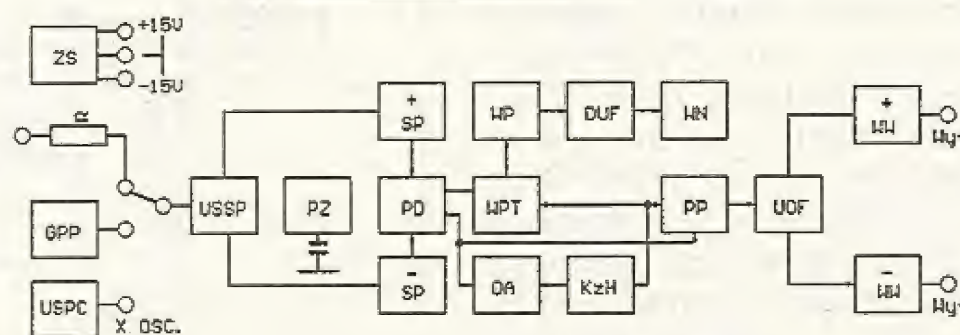 ZS
+15V
-15V
R
+
SP
WP
DUF
WN
+
WW
Wy+
USSP
PZ
PD
WPT
PP
UOF
GPP
-
SP
DA
KzH
-
WW
Wy-
USPC
X OSC.